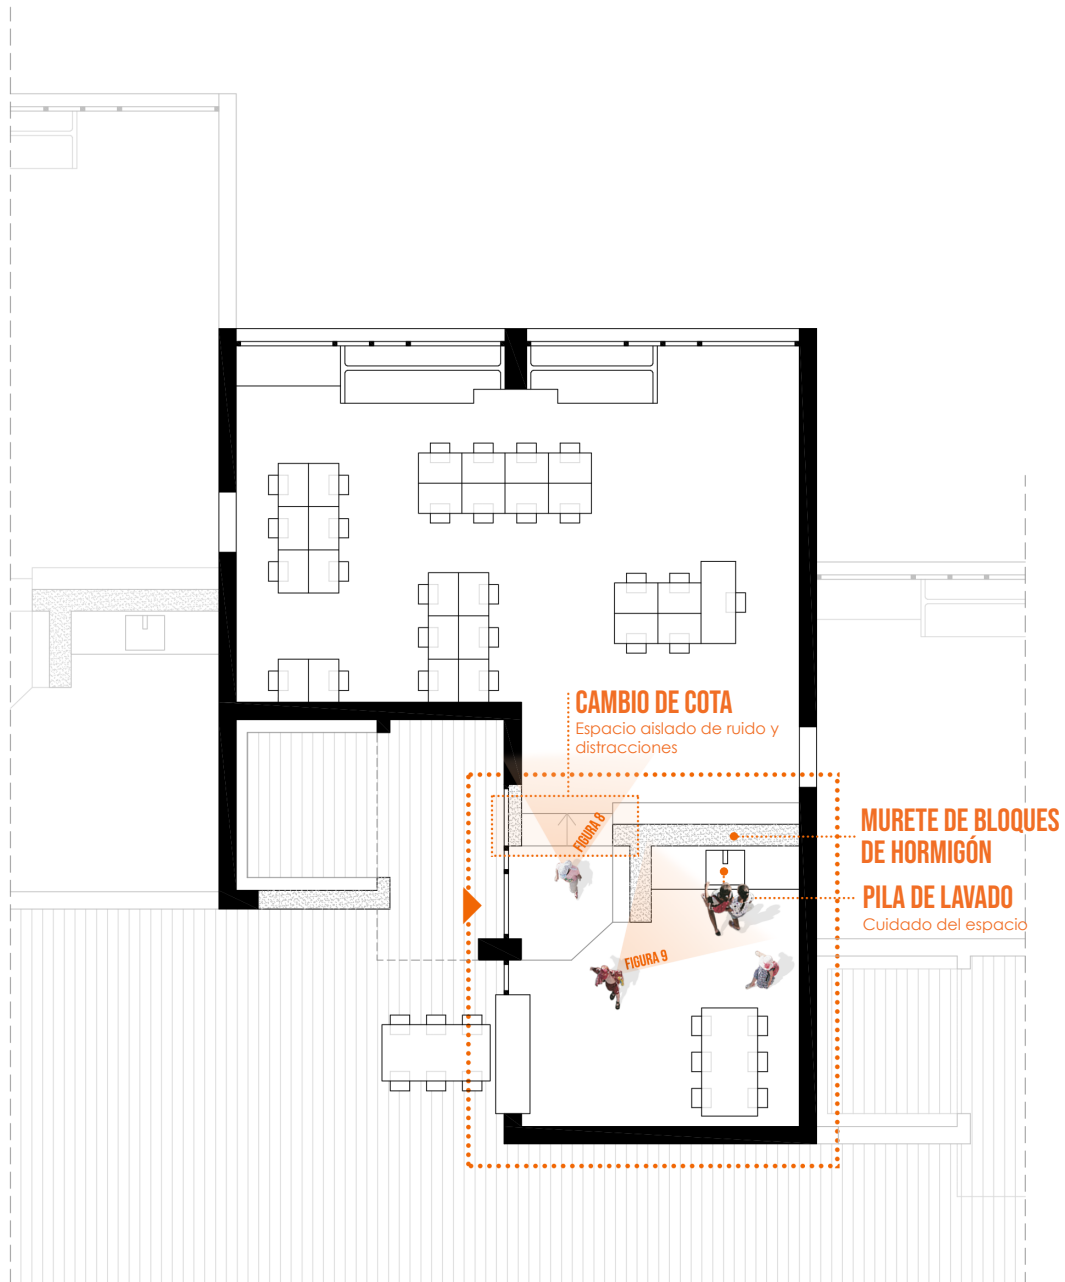 CAMBIO DE COTA
Espacio aislado de ruido y
distracciones
FIGURA 8
MURETE DE BLOQUES
DE HORMIGÓN
PILA DE LAVADO
Cuidado del espacio
FIGURA 9